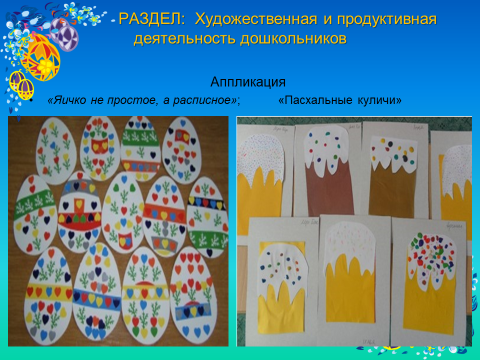 РАЗДЕЛ: Художественная и продуктивная
деятельность дошкольников
Аппликация
• «Яичко не простое, а расписное»; «Пасхальные куличи»